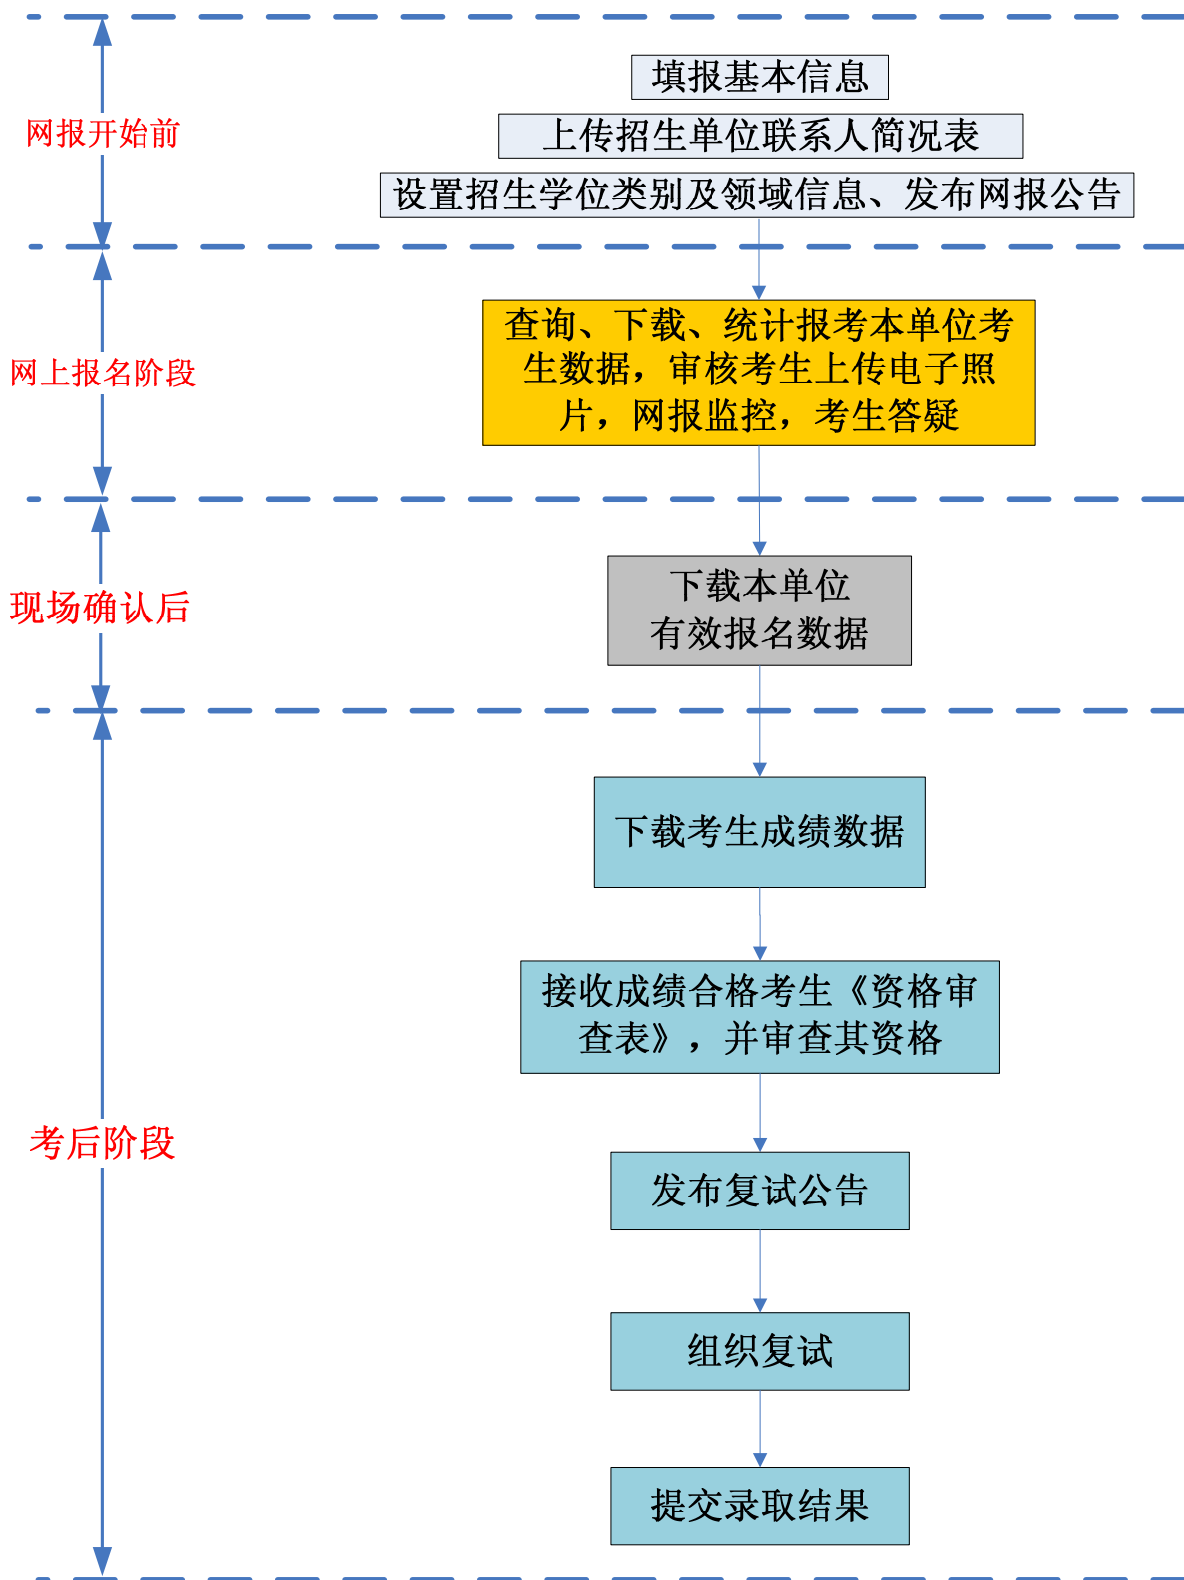 填报基本信息
网报开始前
上传招生单位联系人简况表
设置招生学位类别及领域信息、发布网报公告
查询、下载、统计报考本单位考
生数据，审核考生上传电子照
片，网报监控，考生答疑
网上报名阶段
下载本单位
有效报名数据
现场确认后
下载考生成绩数据
接收成绩合格考生《资格审
查表》，并审查其资格
考后阶段
发布复试公告
组织复试
提交录取结果